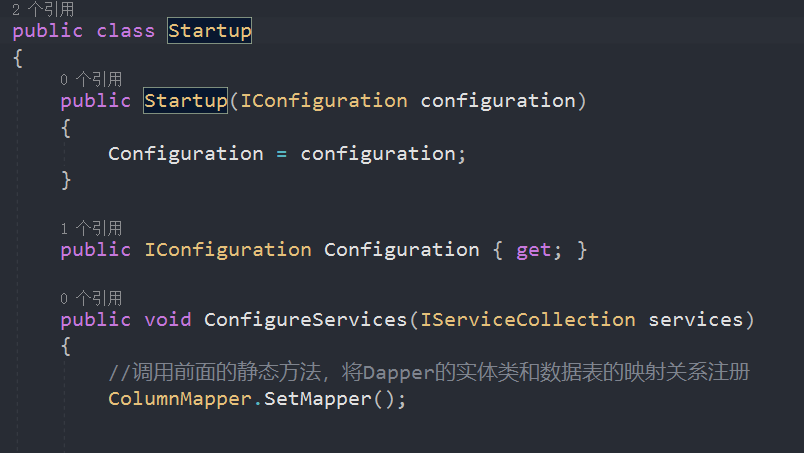 2 个引用
public class Startup
{
0 个引用
public Startup(IConfiguration configuration)
{
Configuration = configuration;
}
1 个引用
public IConfiguration Configuration { get; }
0 个引用
public void ConfigureServices(IServiceCollection services)
{
//调用前面的静态方法，将Dapper的实体类和数据表的映射关系注册
ColumnMapper.SetMapper();